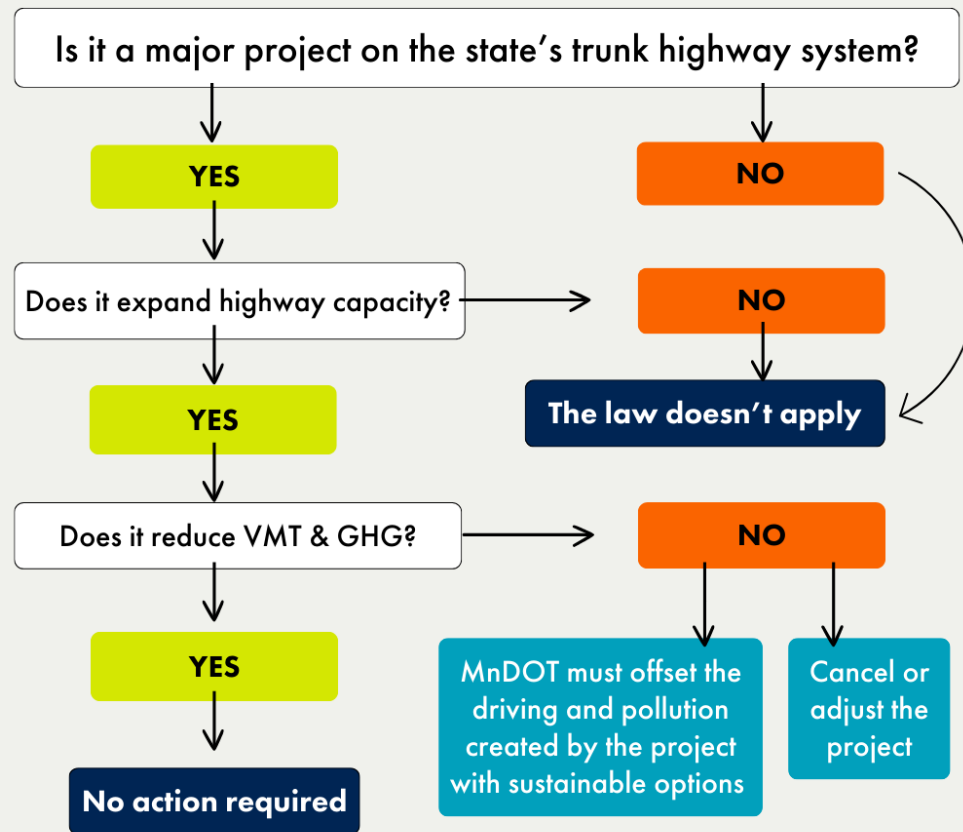 Is it a major project on the state’s trunk highway system?
YES
NO
Does it expand highway capacity?
NO
YES
The law doesn’t apply
Does it reduce VMT & GHG?
NO
YES
MnDOT must offset the
driving and pollution
created by the project
with sustainable options
Cancel or
adjust the
project
No action required